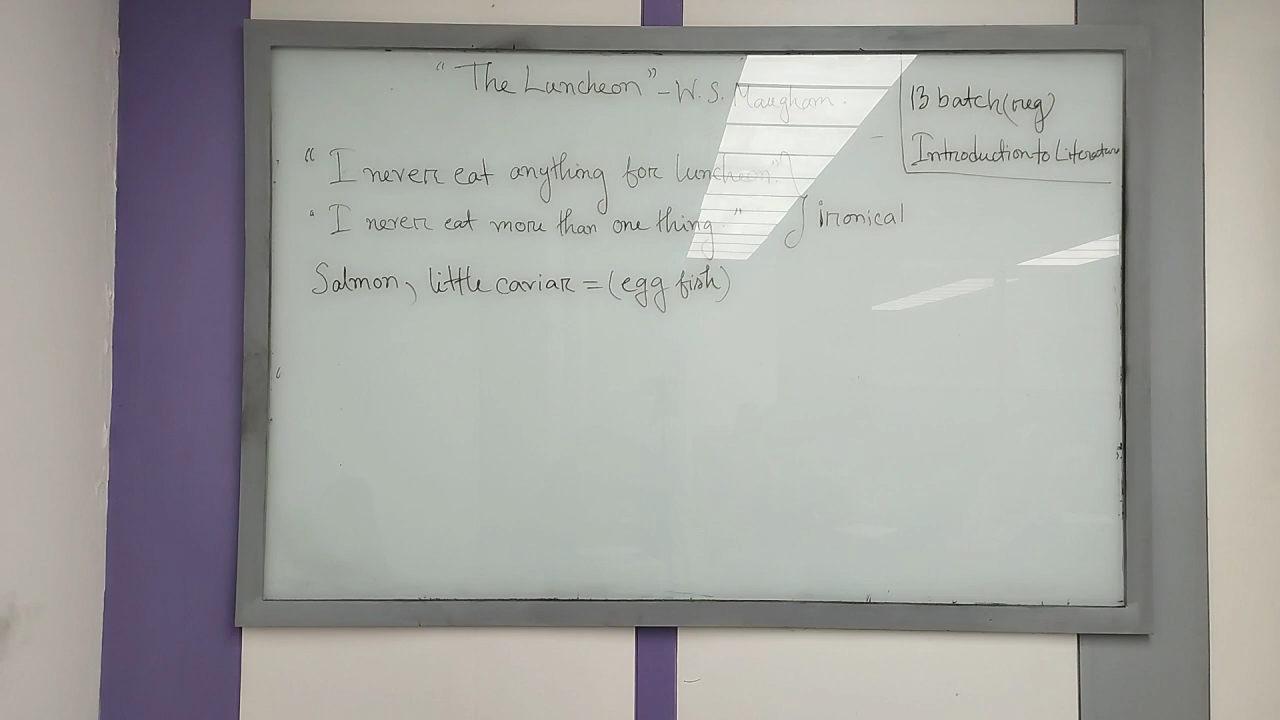 "The Luncheon" - W. S. Maugham.
13 batch (reg)
Introduction to Literature
"I never eat anything for luncheon."
"I never eat more than one thing."
} ironical
Salmon, little caviar = (egg fish)